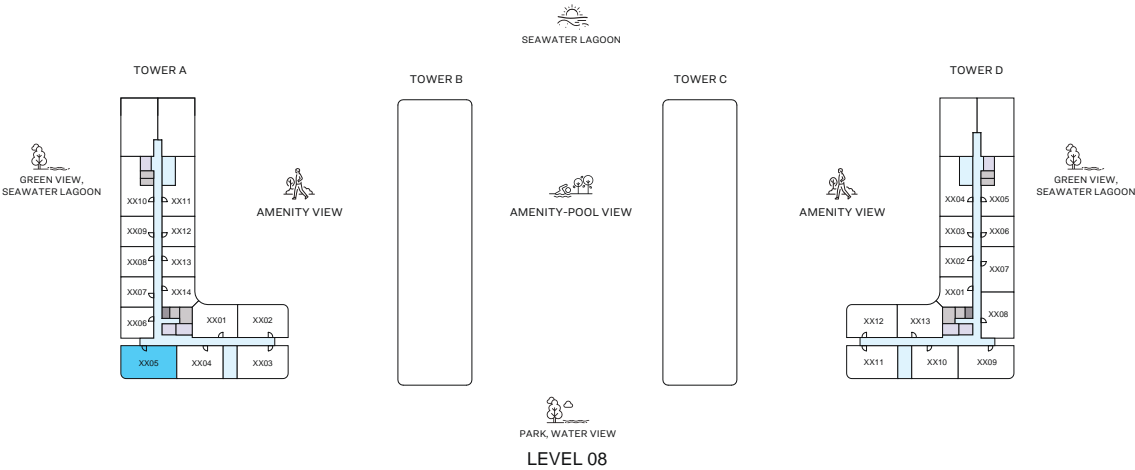 SEAWATER LAGOON
TOWER A
TOWER B
TOWER C
TOWER D
GREEN VIEW,
SEAWATER LAGOON
AMENITY VIEW
AMENITY-POOL VIEW
AMENITY VIEW
GREEN VIEW,
SEAWATER LAGOON
XX10 XX11
XX09 XX12
XX08 XX13
XX07 XX14
XX06 XX01 XX02
XX05 XX04 XX03
XX04 XX05
XX03 XX06
XX02 XX07
XX01
XX12 XX13 XX08
XX11 XX10 XX09
PARK, WATER VIEW
LEVEL 08